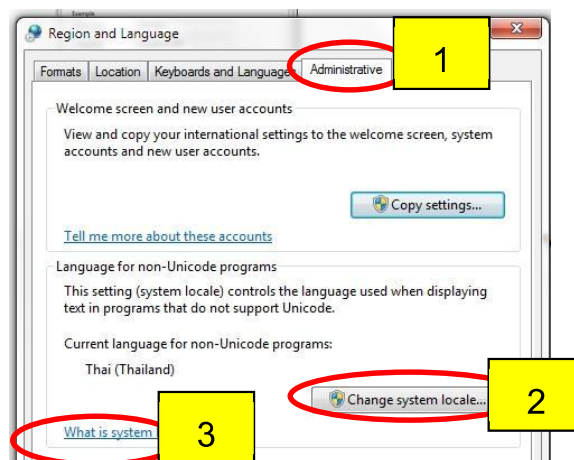 Example
Region and Language
1
Formats Location Keyboards and Languages Administrative
Welcome screen and new user accounts
View and copy your international settings to the welcome screen, system
accounts and new user accounts.
Copy settings...
Tell me more about these accounts
Language for non-Unicode programs
This setting (system locale) controls the language used when displaying
text in programs that do not support Unicode.
Current language for non-Unicode programs:
Thai (Thailand)
Change system locale...
2
What is system
3